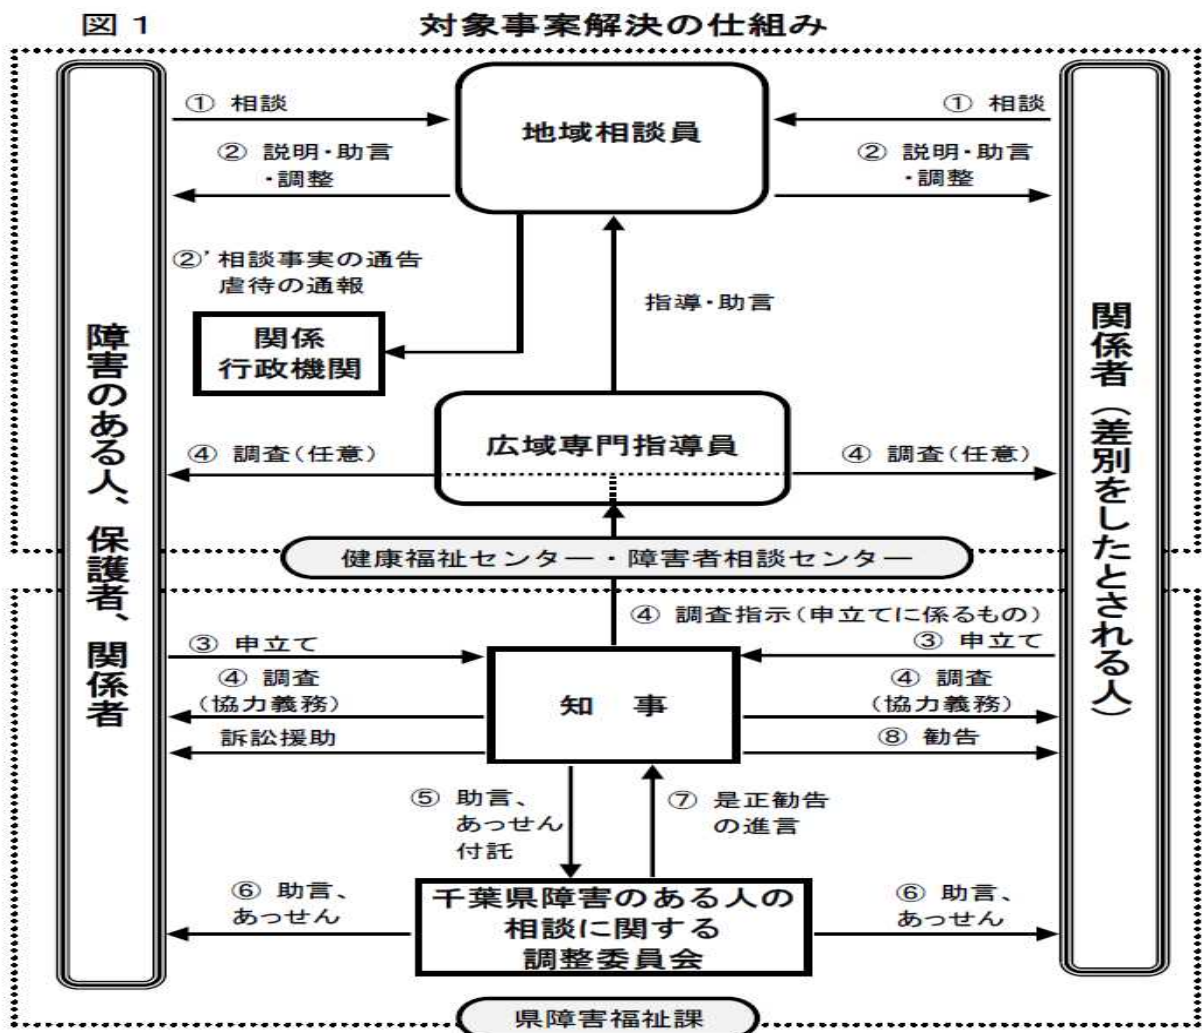 図１ 対象事案解決の仕組み
① 相談
① 相談
地域相談員
② 説明・助言
・調整
② 説明・助言
・調整
②’相談事実の通告
虐待の通報
指導・助言
関係
行政機関
障害のある人、保護者、関係者
関係者（差別をしたとされる人）
広域専門指導員
④ 調査(任意)
④ 調査(任意)
健康福祉センター・障害者相談センター
④ 調査指示(申立てに係るもの)
③ 申立て
③ 申立て
④ 調査
(協力義務)
知 事
④ 調査
(協力義務)
訴訟援助
⑧ 勧告
⑤ 助言、
あっせん
付託
⑦ 是正勧告
の進言
⑥ 助言、
あっせん
千葉県障害のある人の
相談に関する
調整委員会
⑥ 助言、
あっせん
県障害福祉課